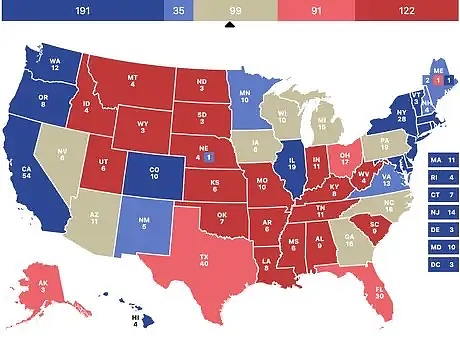 191
35
99
91
122
WA
12
OR
8
CA
54
NV
6
ID
4
MT
4
WY
3
UT
6
AZ
11
CO
10
NM
5
ND
3
SD
3
NE
4
1
KS
6
OK
7
TX
40
MN
10
IA
6
MO
10
AR
6
LA
8
WI
10
IL
19
MI
15
IN
11
OH
17
KY
8
TN
11
MS
6
AL
GA
16
FL
30
SC
9
NC
16
VA
13
WV
4
PA
19
NY
28
VT
3
NH
4
ME
2
1
1
AK
3
HI
4
MA 11
RI 4
CT 7
NJ 14
DE 3
MD 10
DC 3